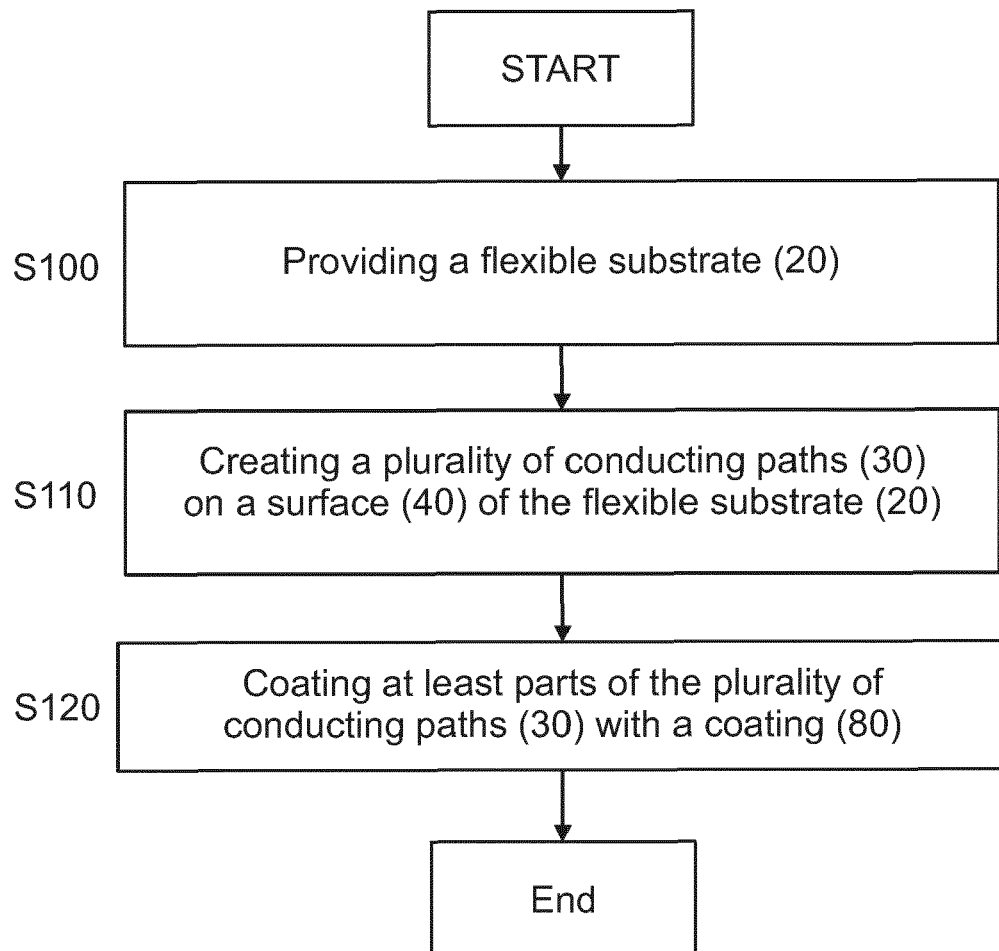 START
S100
Providing a flexible substrate (20)
S110
Creating a plurality of conducting paths (30)
on a surface (40) of the flexible substrate (20)
S120
Coating at least parts of the plurality of
conducting paths (30) with a coating (80)
End